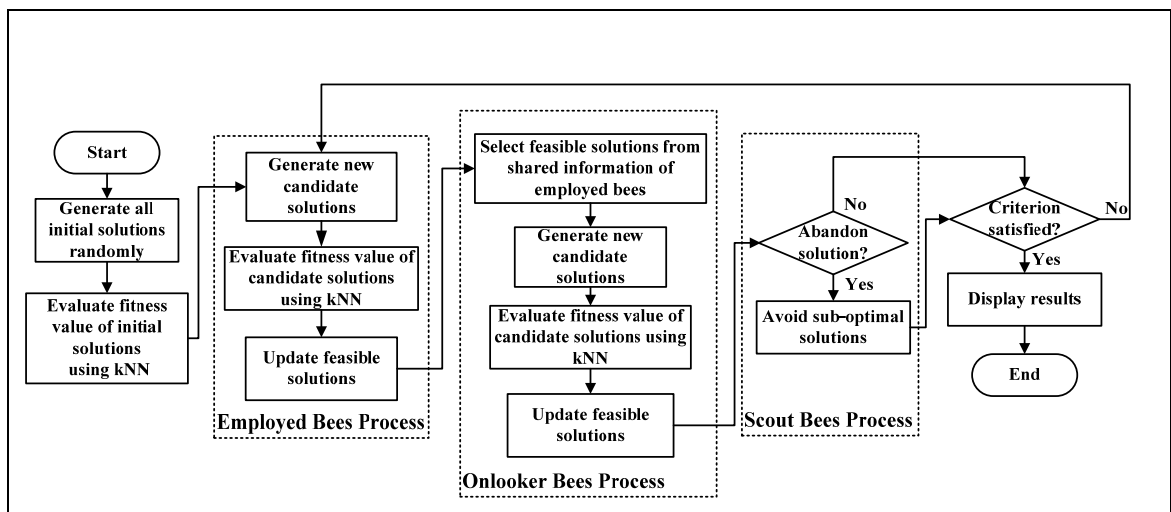 Start
Generate all
initial solutions
randomly
Evaluate fitness
value of initial
solutions
using kNN
Generate new
candidate
solutions
Evaluate fitness value of
candidate solutions
using kNN
Update feasible
solutions
Employed Bees Process
Select feasible solutions from
shared information of
employed bees
Generate new
candidate
solutions
Evaluate fitness value of
candidate solutions using
kNN
Update feasible
solutions
Onlooker Bees Process
No
Abandon
solution?
Yes
Avoid sub-optimal
solutions
Scout Bees Process
Criterion
satisfied?
No
Yes
Display results
End